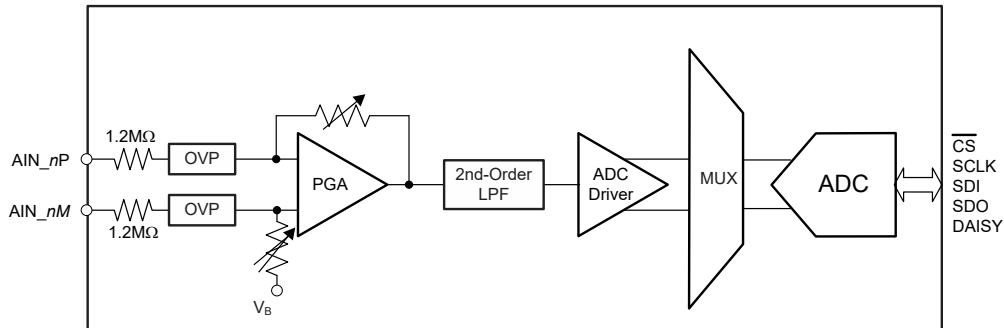 1.2MΩ
AIN_nP
OVP
AIN_nM
OVP
1.2MΩ
PGA
V_B
2nd-Order
LPF
ADC
Driver
MUX
ADC
C̅S̅
SCLK
SDI
SDO
DAISY